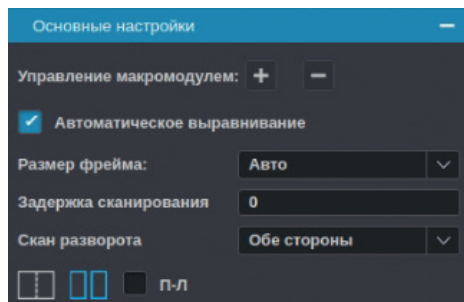 Основные настройки
Управление макромодулем:
Автоматическое выравнивание
Размер фрейма: Авто
Задержка сканирования 0
Скан разворота Обе стороны
П-Л